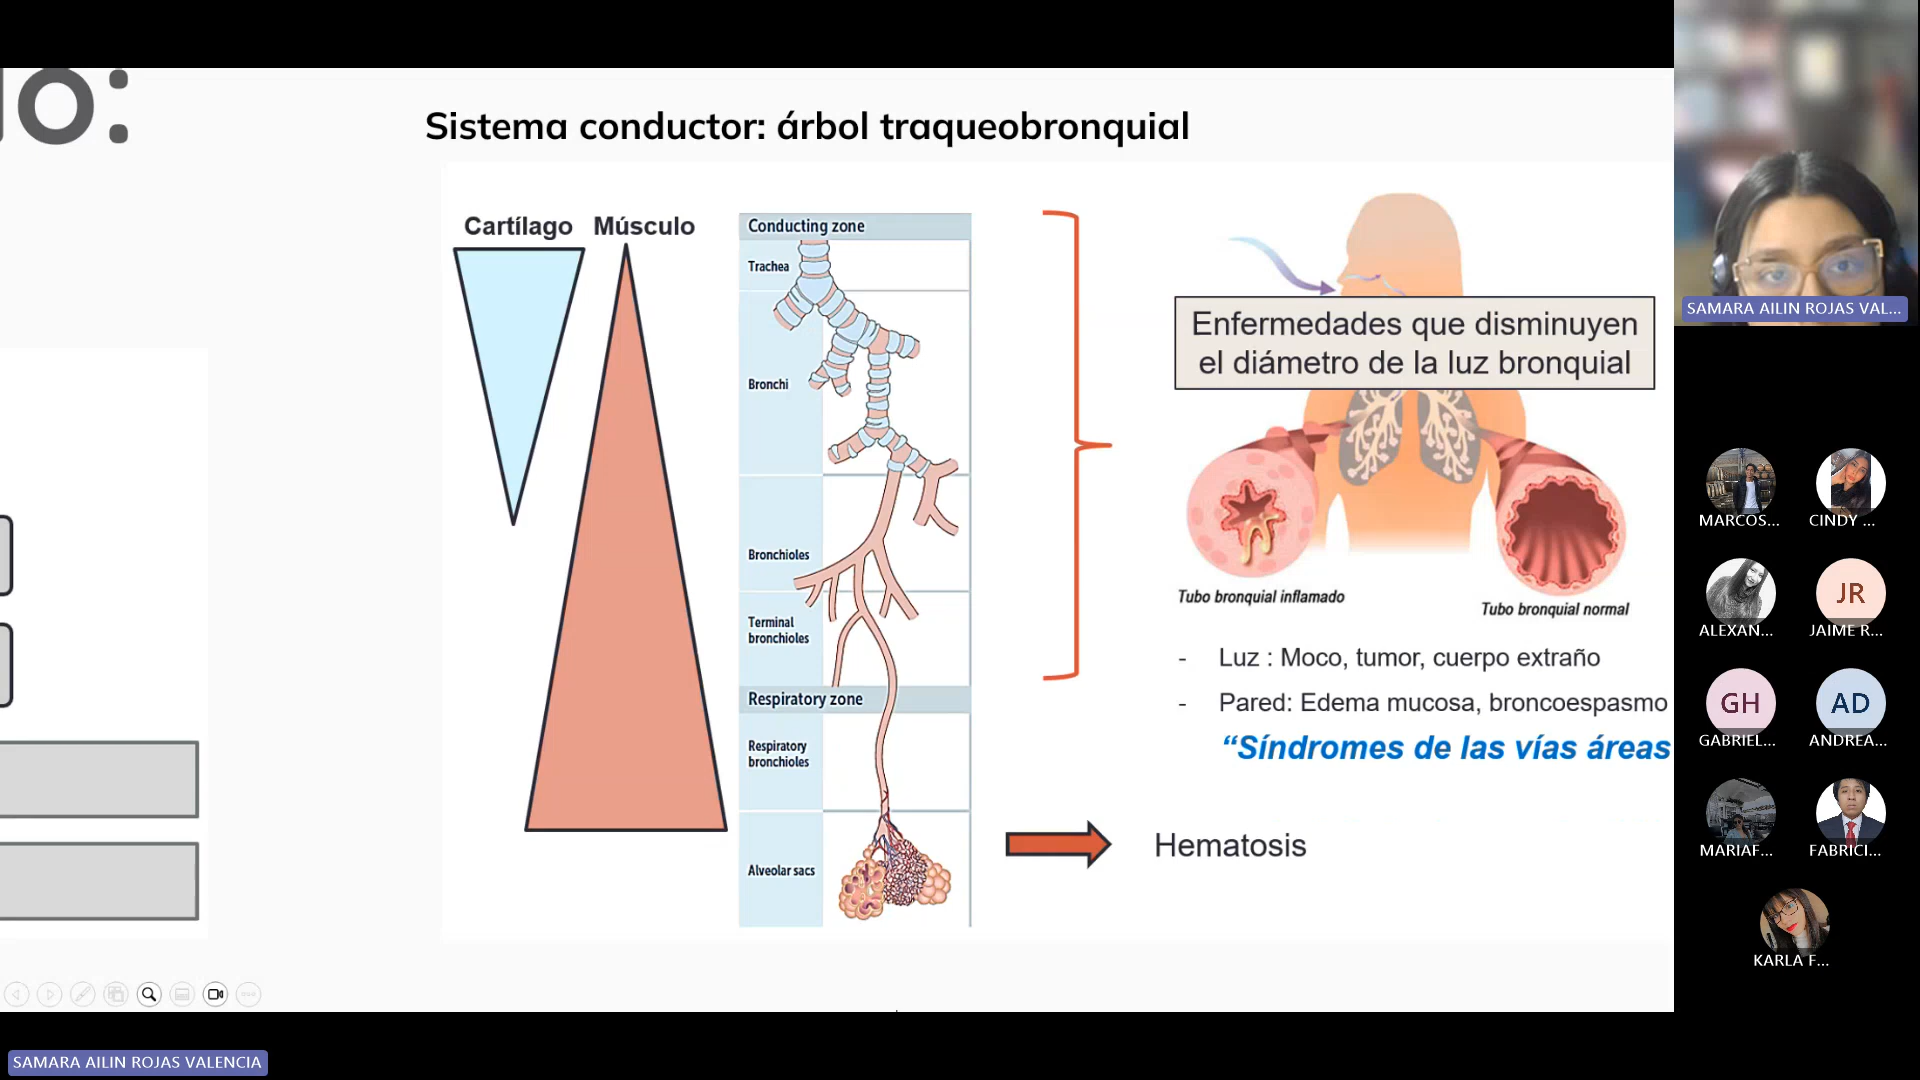 o:
Sistema conductor: árbol traqueobronquial
Cartílago
Músculo
Conducting zone
Trachea
Bronchi
Bronchioles
Terminal
bronchioles
Respiratory zone
Respiratory
bronchioles
Alveolar sacs
Enfermedades que disminuyen
el diámetro de la luz bronquial
Tubo bronquial inflamado
Tubo bronquial normal
- Luz : Moco, tumor, cuerpo extraño
- Pared: Edema mucosa, broncoespasmo
“Síndromes de las vías áreas
Hematosis
SAMARA AILIN ROJAS VAL...
MARCOS...
CINDY ...
ALEXAN...
JR
JAIME R...
GH
GABRIEL...
AD
ANDREA...
MARIAF...
FABRICI...
KARLA F...
SAMARA AILIN ROJAS VALENCIA